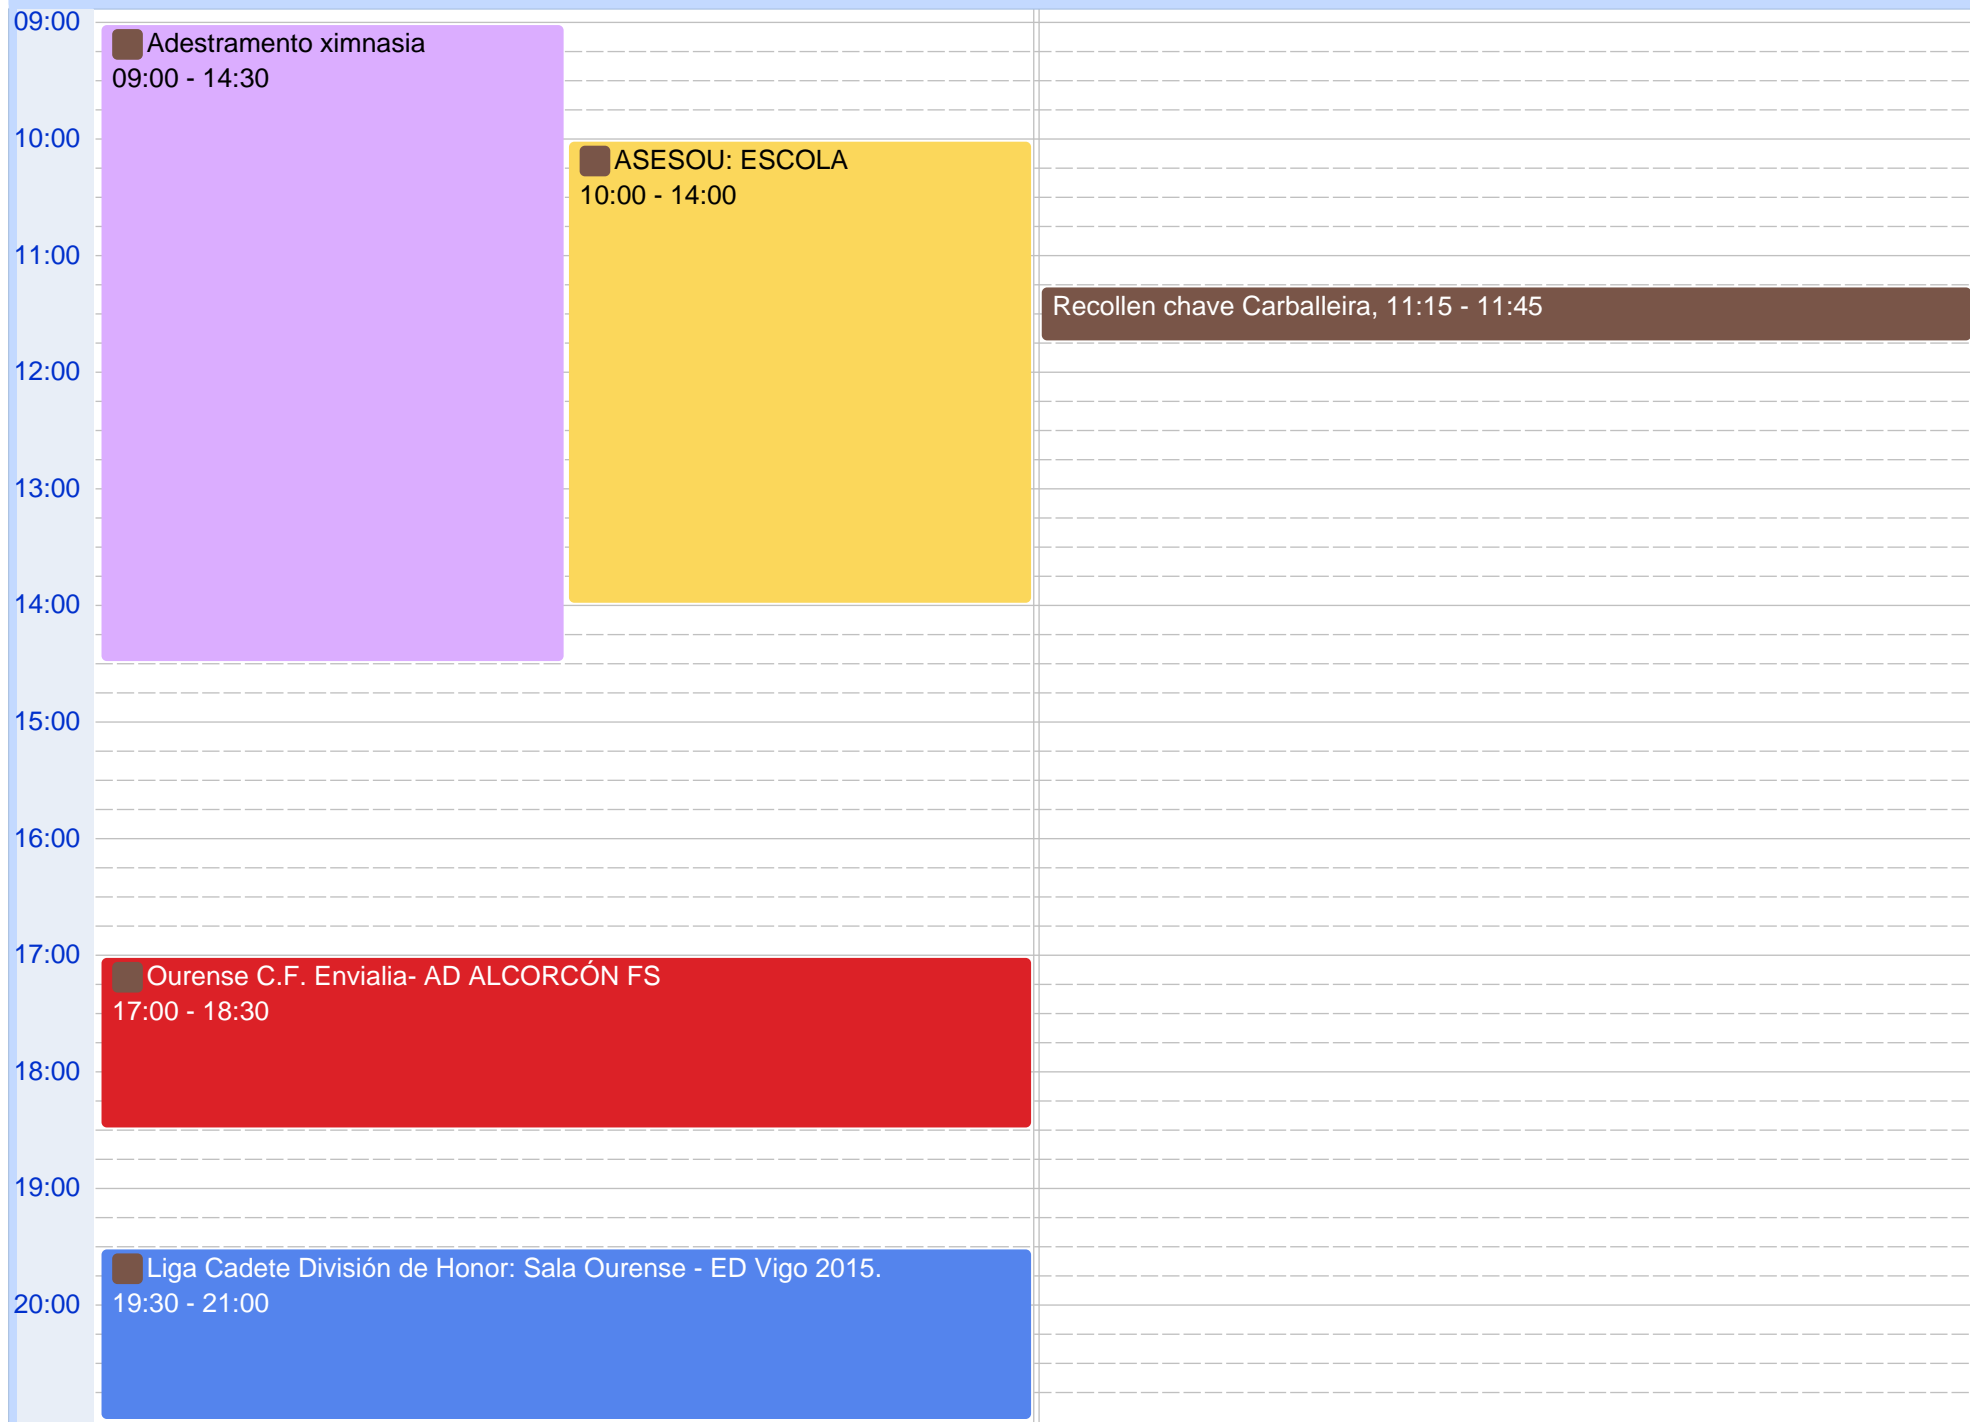 09:00
Adestramento ximnasia
09:00 - 14:30
10:00
ASESOU: ESCOLA
10:00 - 14:00
11:00
Recollen chave Carballeira, 11:15 - 11:45
12:00
13:00
14:00
15:00
16:00
17:00
Ourense C.F. Envialia- AD ALCORCÓN FS
17:00 - 18:30
18:00
19:00
Liga Cadete División de Honor: Sala Ourense - ED Vigo 2015.
19:30 - 21:00
20:00